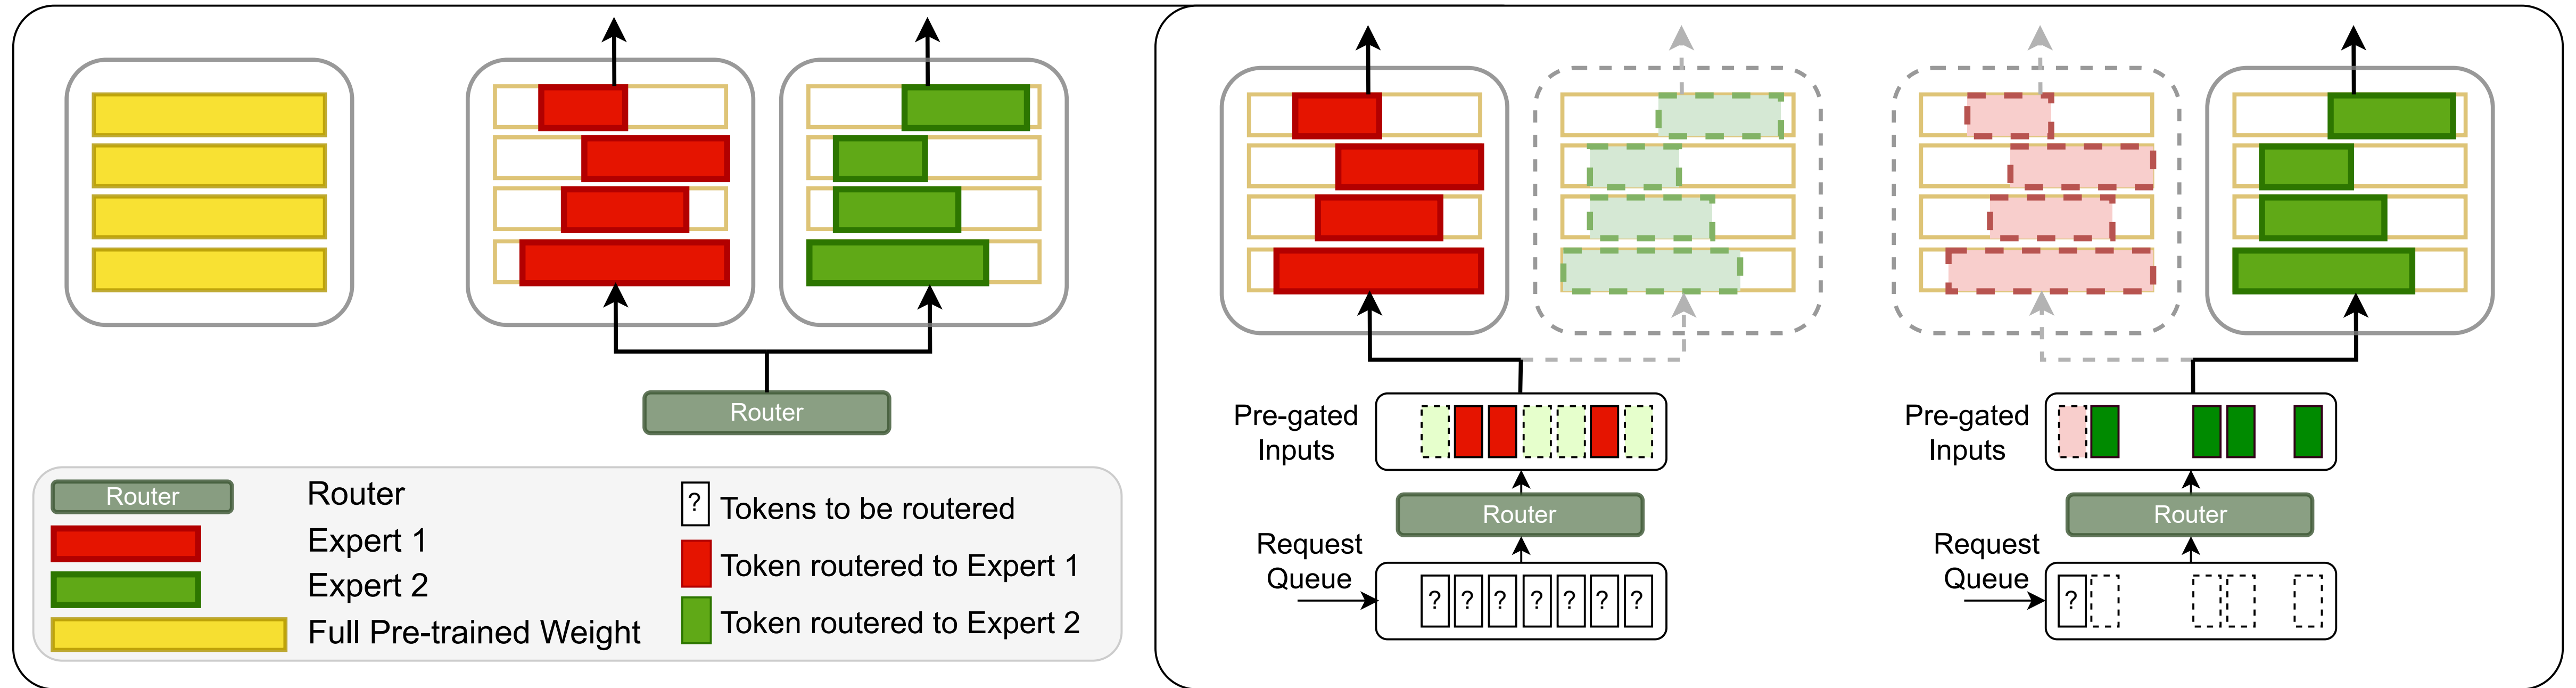 Router
Router
Router
Expert 1
Expert 2
Full Pre-trained Weight
?
Tokens to be routered
Token routered to Expert 1
Token routered to Expert 2
Pre-gated
Inputs
Router
Request
Queue
? ? ? ? ? ? ?
Pre-gated
Inputs
Router
Request
Queue
?